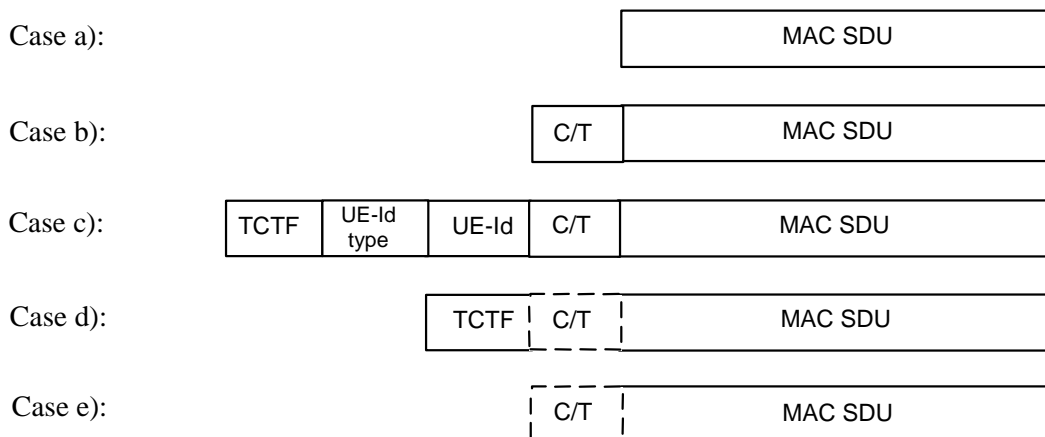 Case a): MAC SDU
Case b): C/T MAC SDU
Case c): TCTF UE-Id type UE-Id C/T MAC SDU
Case d): TCTF C/T MAC SDU
Case e): C/T MAC SDU